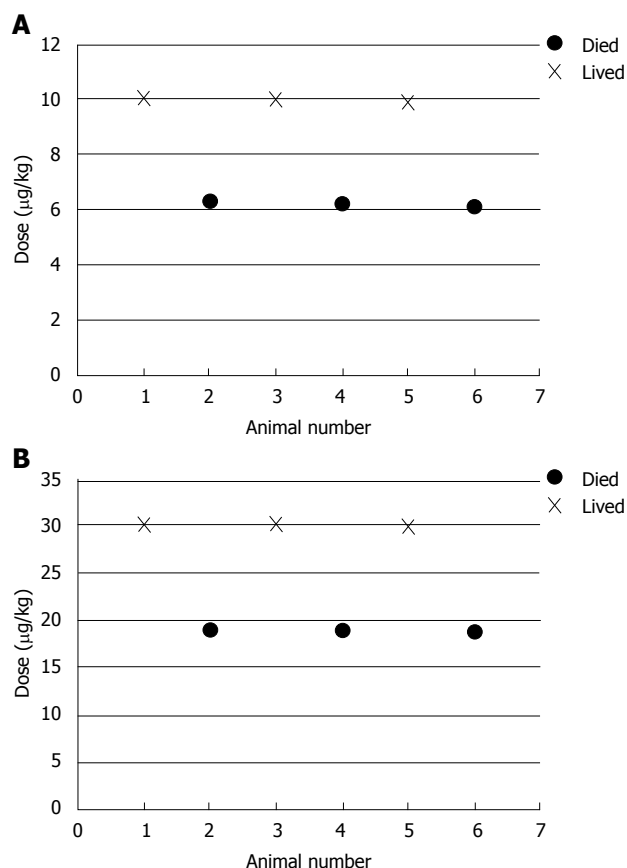 A
Died
Lived
12
10
8
6
4
2
0
Dose (μg/kg)
0 1 2 3 4 5 6 7
Animal number
B
Died
Lived
35
30
25
20
15
10
5
0
Dose (μg/kg)
0 1 2 3 4 5 6 7
Animal number